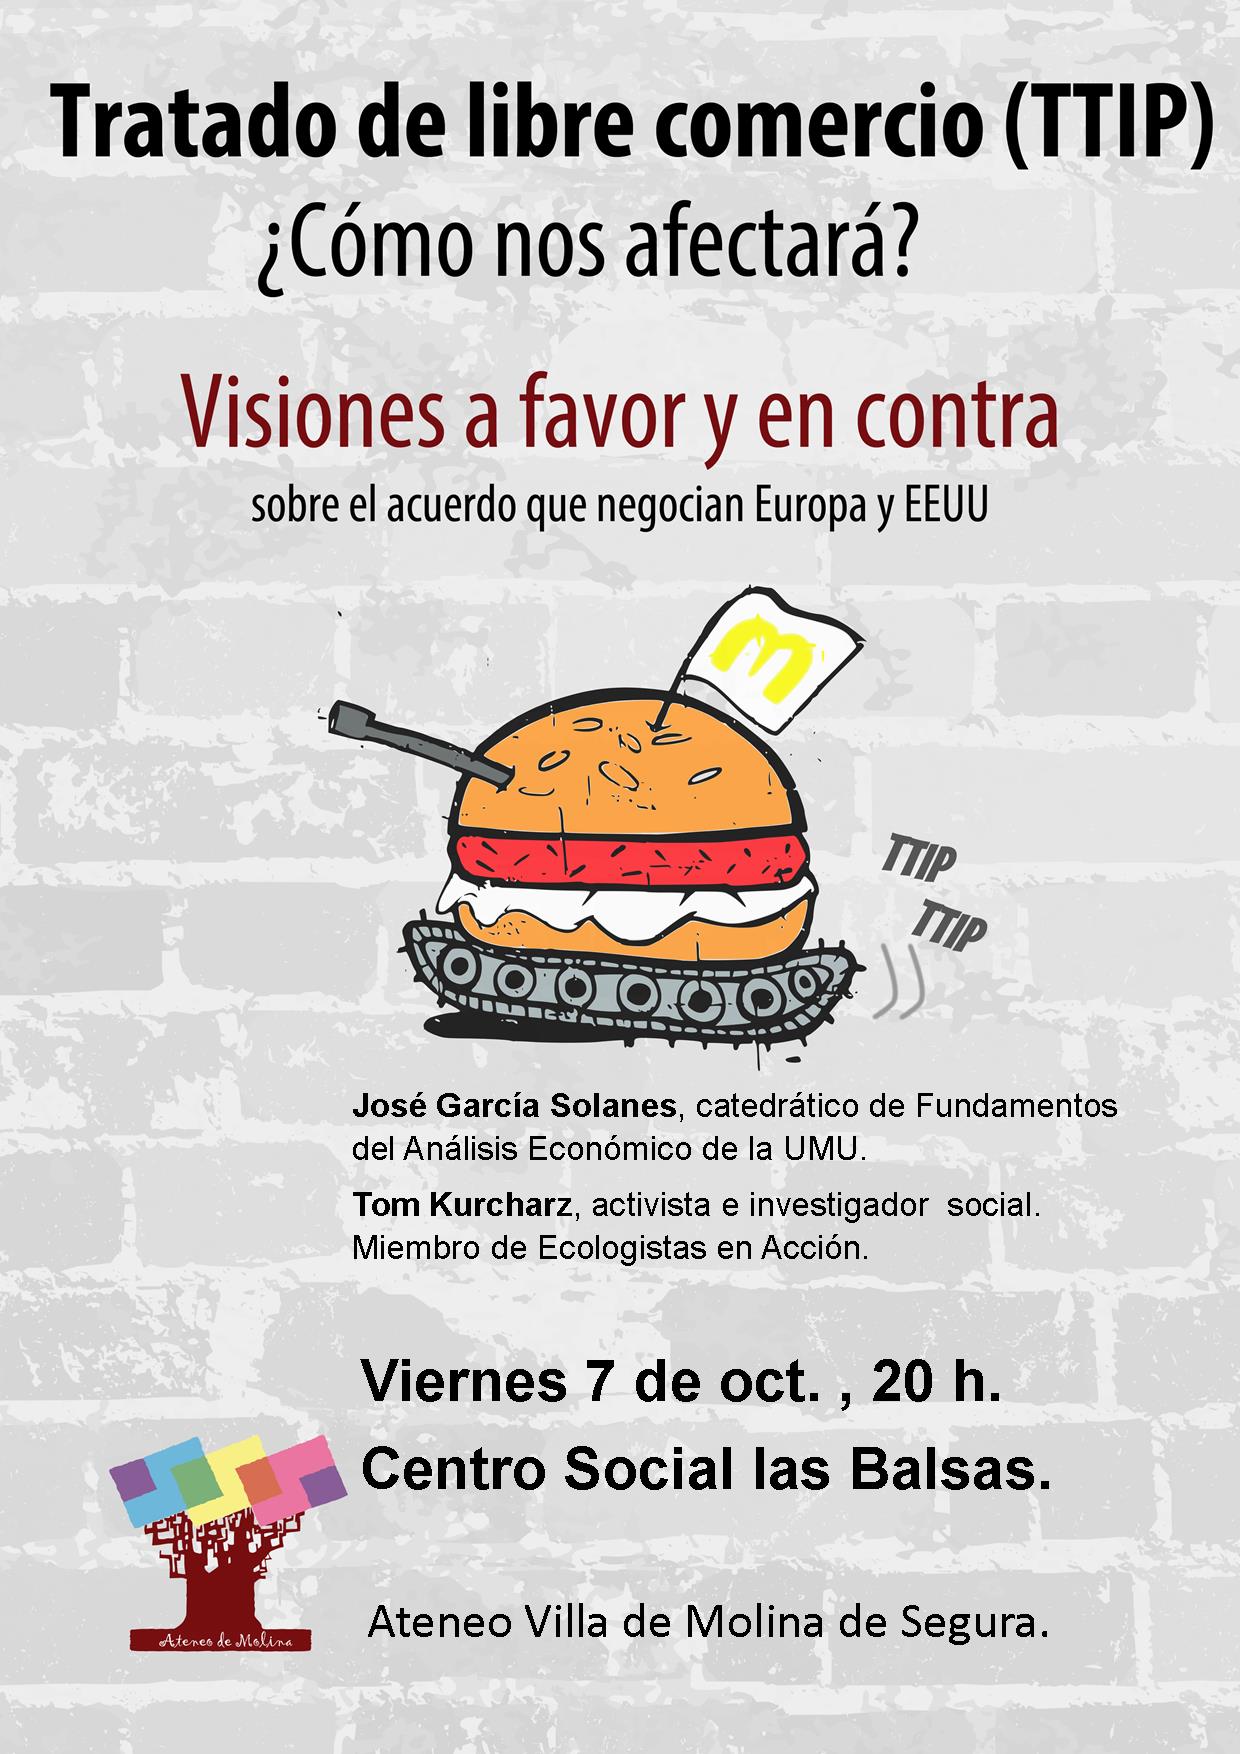 Tratado de libre comercio (TTIP)
¿Cómo nos afectará?
Visiones a favor y en contra
sobre el acuerdo que negocian Europa y EEUU
m
TTIP
TTIP
José García Solanes, catedrático de Fundamentos
del Análisis Económico de la UMU.
Tom Kurcharz, activista e investigador  social.
Miembro de Ecologistas en Acción.
Viernes 7 de oct. , 20 h.
Centro Social las Balsas.
Ateneo de Molina
Ateneo Villa de Molina de Segura.